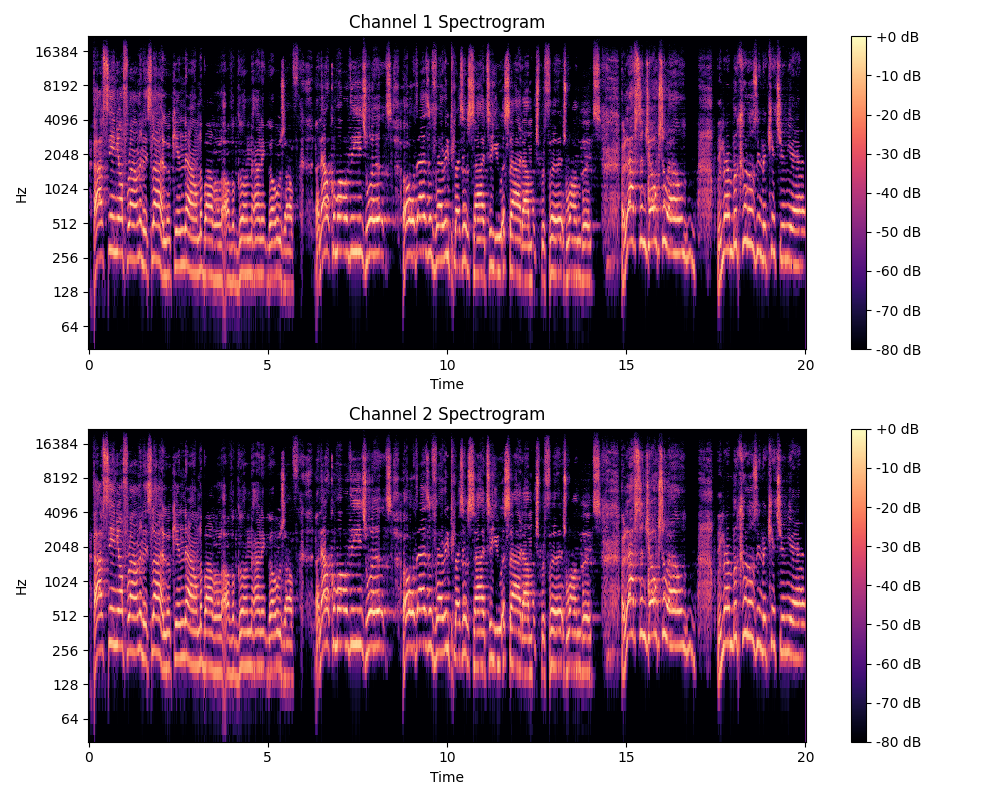 Channel 1 Spectrogram
16384
8192
4096
2048
1024
512
256
128
64
Hz
0 5 10 15 20
Time
+0 dB
-10 dB
-20 dB
-30 dB
-40 dB
-50 dB
-60 dB
-70 dB
-80 dB
Channel 2 Spectrogram
16384
8192
4096
2048
1024
512
256
128
64
Hz
0 5 10 15 20
Time
+0 dB
-10 dB
-20 dB
-30 dB
-40 dB
-50 dB
-60 dB
-70 dB
-80 dB